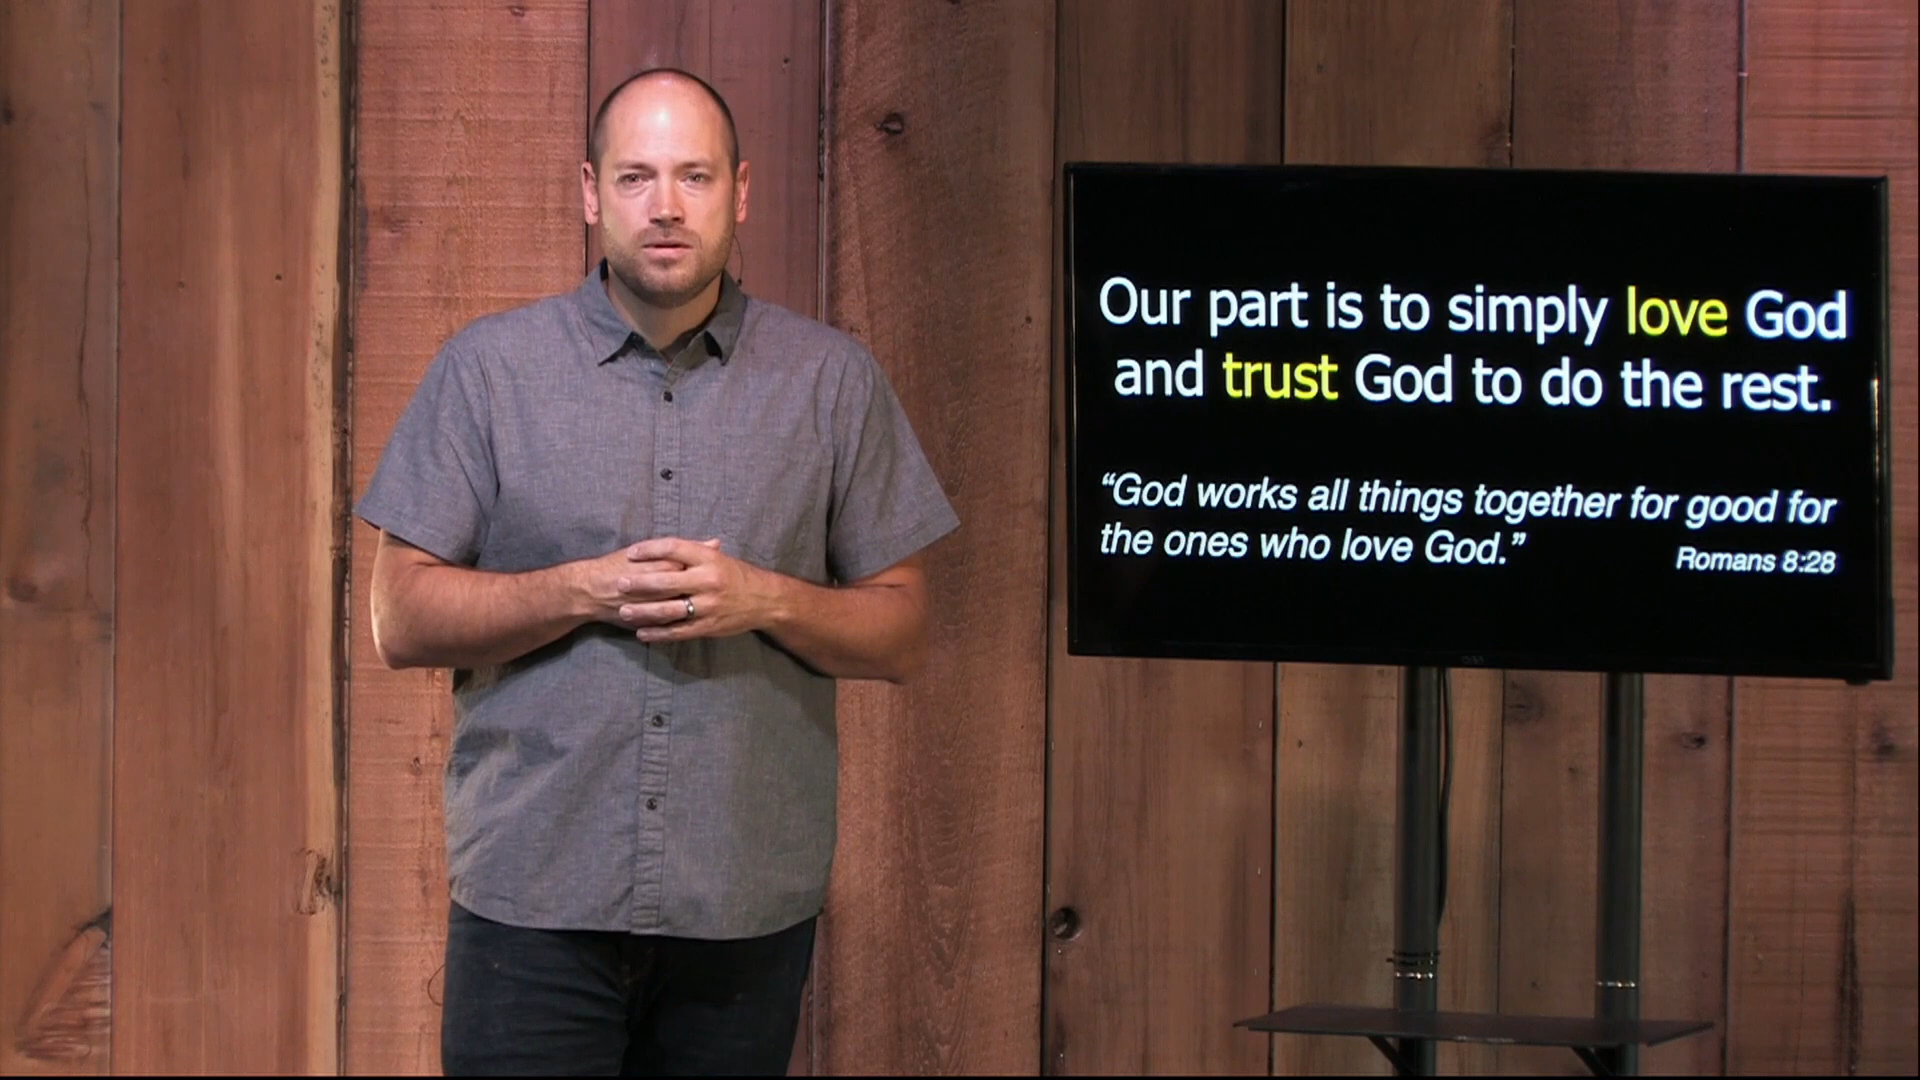 Our part is to simply love God
and trust God to do the rest.
“God works all things together for good for
the ones who love God.”
Romans 8:28